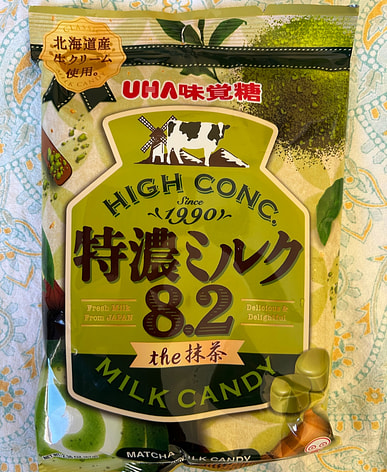 北海道産
生クリーム
使用。
UHA味覚糖
HIGH CONC.
Since
1990
特濃ミルク
8.2
Fresh Milk
From JAPAN
Delicious &
Delightful
the抹茶
MILK CANDY
MATCHA MILK CANDY